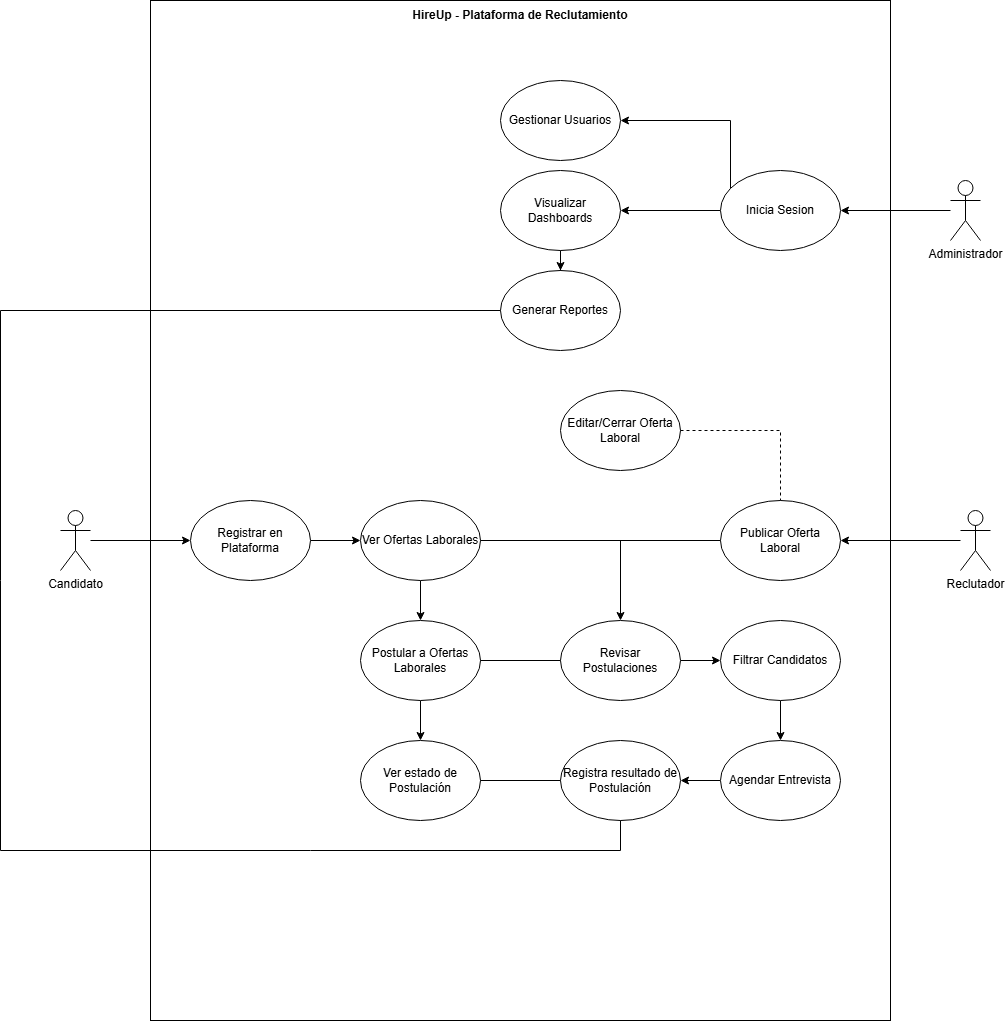 HireUp - Plataforma de Reclutamiento
Gestionar Usuarios
Visualizar
Dashboards
Inicia Sesion
Administrador
Generar Reportes
Editar/Cerrar Oferta
Laboral
Registrar en
Plataforma
Ver Ofertas Laborales
Publicar Oferta
Laboral
Candidato
Reclutador
Postular a Ofertas
Laborales
Revisar
Postulaciones
Filtrar Candidatos
Ver estado de
Postulación
Registra resultado de
Postulación
Agendar Entrevista